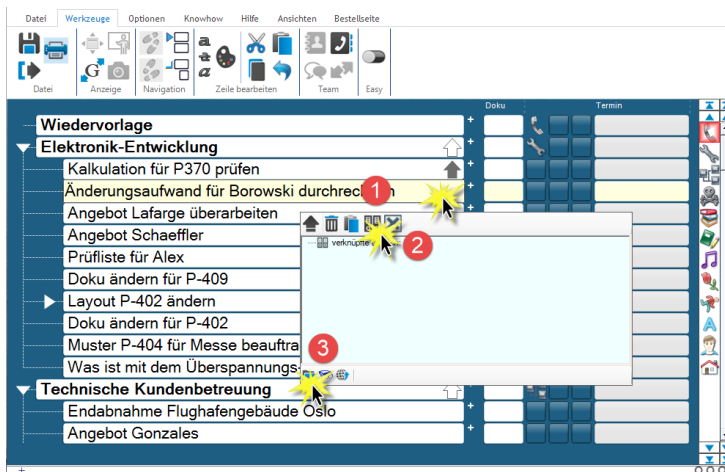 Datei Werkzeuge Optionen Knowhow Hilfe Ansichten Bestellseite
Datei Anzeige Navigation Zeile bearbeiten Team Easy
Doku Termin
Wiedervorlage
Elektronik-Entwicklung
Kalkulation für P370 prüfen
Änderungsaufwand für Borowski
1
Angebot Lafarge überarbeiten
2
Angebot Schaeffler
verknüpfte
Prüfliste für Alex
Doku ändern für P-409
Layout P-402 ändern
Doku ändern für P-402
Muster P-404 für Messe
3
Was ist mit dem
Technische Kundenbetreuung
Endabnahme Flughafengebäude Oslo
Angebot Gonzales